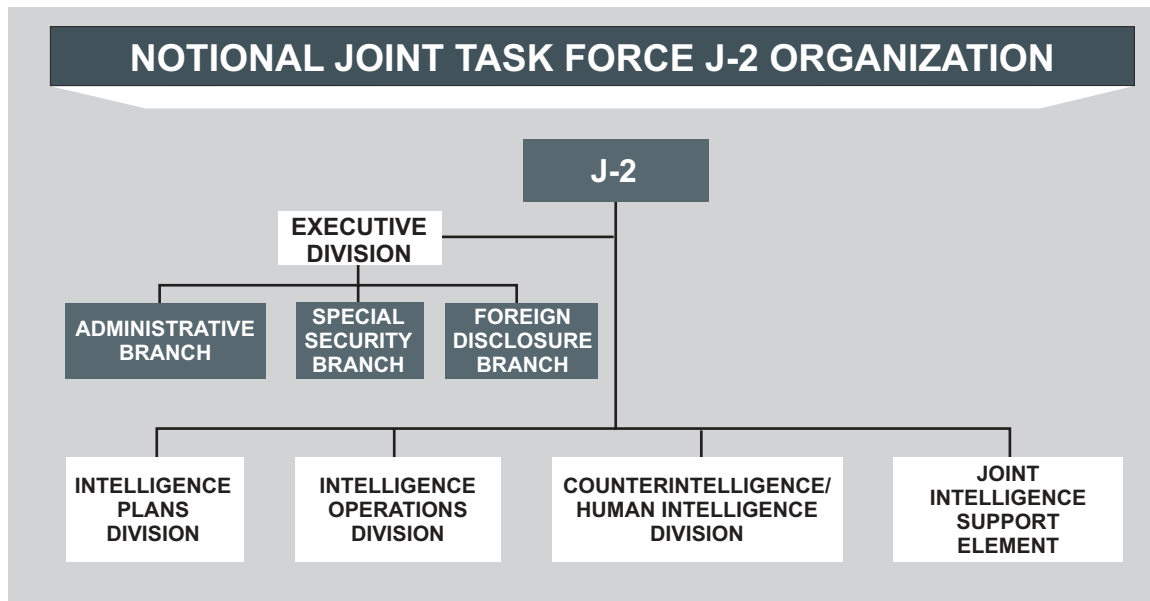 NOTIONAL JOINT TASK FORCE J-2 ORGANIZATION
J-2
EXECUTIVE
DIVISION
ADMINISTRATIVE
BRANCH
SPECIAL
SECURITY
BRANCH
FOREIGN
DISCLOSURE
BRANCH
INTELLIGENCE
PLANS
DIVISION
INTELLIGENCE
OPERATIONS
DIVISION
COUNTERINTELLIGENCE/
HUMAN INTELLIGENCE
DIVISION
JOINT
INTELLIGENCE
SUPPORT
ELEMENT